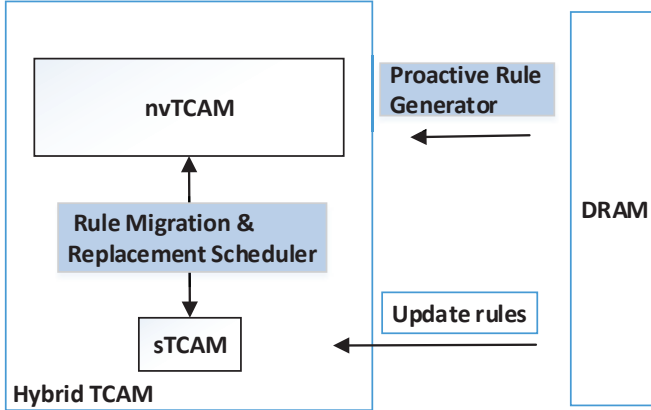 nvTCAM
Proactive Rule
Generator
Rule Migration &
Replacement Scheduler
DRAM
Update rules
sTCAM
Hybrid TCAM